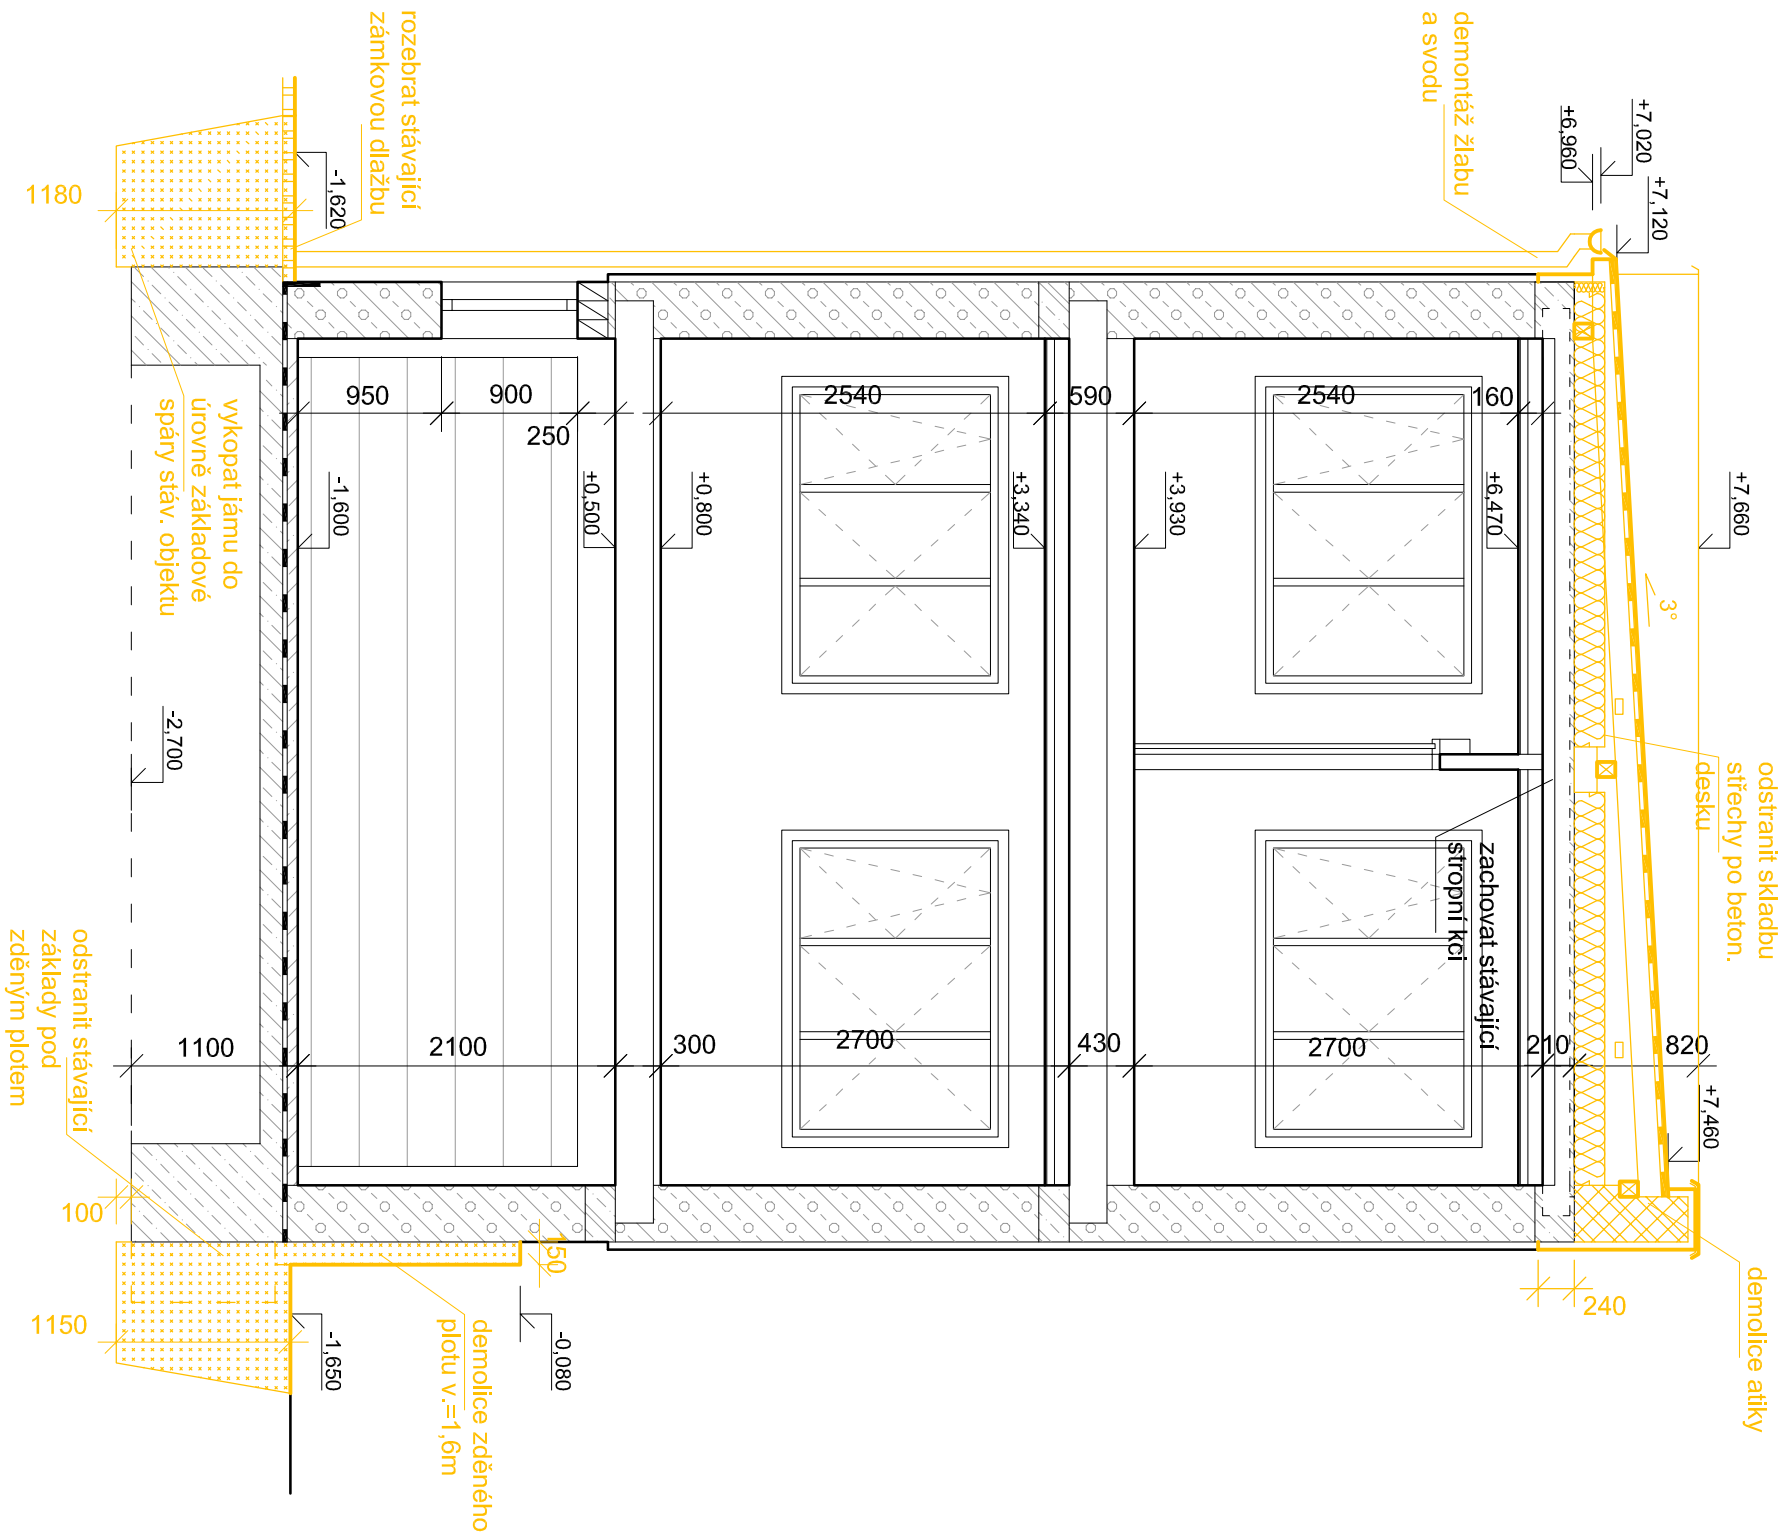 rozebrat stávající
zámkovou dlažbu
demontáž žlabu
a svodu
+7,020
+6,960
+7,120
-1,620
1180
950
900
250
2540
590
2540
160
vykopat jámu do
úrovně základové
spáry stáv. objektu
-1,600
+0,500
+0,800
+3,340
+3,930
+6,470
+7,660
3°
-2,700
odstranit skladbu
střechy po beton.
desku
zachovat stávající
stropní kci
1100
2100
300
2700
430
2700
210
820
+7,460
odstranit stávající
základy pod
zděným plotem
100
150
1150
-1,650
-0,080
demolice zděného
plotu v.=1,6m
240
demolice atiky